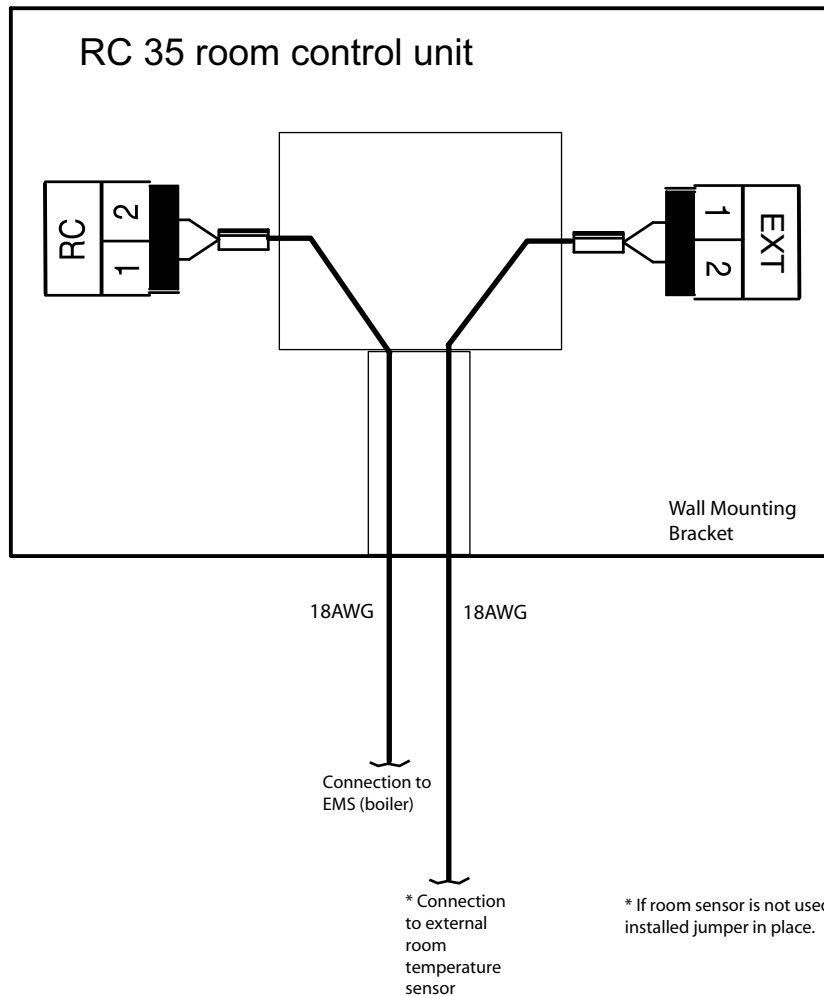 RC 35 room control unit
RC
2
1
1
2
EXT
Wall Mounting
Bracket
18AWG
18AWG
Connection to
EMS (boiler)
* Connection
to external
room
temperature
sensor
* If room sensor is not used
installed jumper in place.